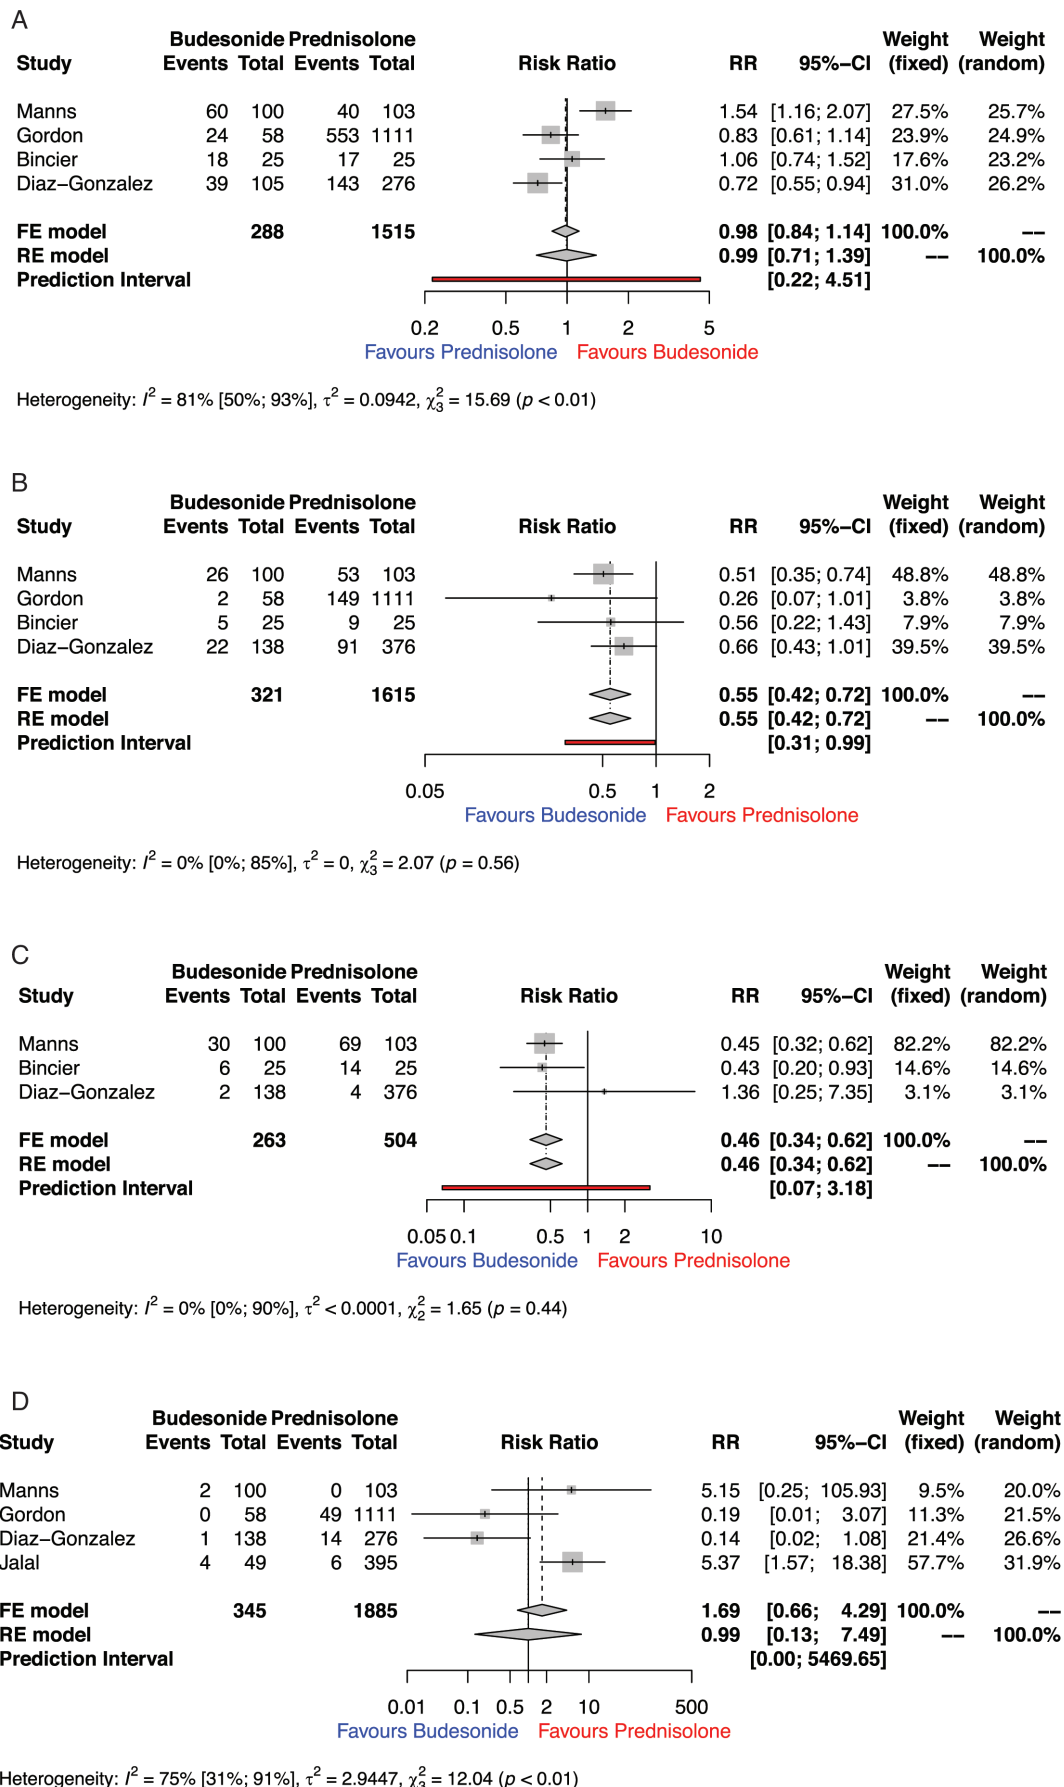 A
Budesonide Prednisolone Weight Weight
Study Events Total Events Total Risk Ratio RR 95%−CI (fixed) (random)
Manns 60 100 40 103 1.54 [1.16; 2.07] 27.5% 25.7%
Gordon 24 58 553 1111 0.83 [0.61; 1.14] 23.9% 24.9%
Bincier 18 25 17 25 1.06 [0.74; 1.52] 17.6% 23.2%
Diaz−Gonzalez 39 105 143 276 0.72 [0.55; 0.94] 31.0% 26.2%
FE model 288 1515 0.98 [0.84; 1.14] 100.0% −−
RE model 0.99 [0.71; 1.39] −− 100.0%
Prediction Interval [0.22; 4.51]
0.2 0.5 1 2 5
Favours Prednisolone Favours Budesonide
Heterogeneity: I² = 81% [50%; 93%], τ² = 0.0942, χ²₃ = 15.69 (p < 0.01)
B
Budesonide Prednisolone Weight Weight
Study Events Total Events Total Risk Ratio RR 95%−CI (fixed) (random)
Manns 26 100 53 103 0.51 [0.35; 0.74] 48.8% 48.8%
Gordon 2 58 149 1111 0.26 [0.07; 1.01] 3.8% 3.8%
Bincier 5 25 9 25 0.56 [0.22; 1.43] 7.9% 7.9%
Diaz−Gonzalez 22 138 91 376 0.66 [0.43; 1.01] 39.5% 39.5%
FE model 321 1615 0.55 [0.42; 0.72] 100.0% −−
RE model 0.55 [0.42; 0.72] −− 100.0%
Prediction Interval [0.31; 0.99]
0.05 0.5 1 2
Favours Budesonide Favours Prednisolone
Heterogeneity: I² = 0% [0%; 85%], τ² = 0, χ²₃ = 2.07 (p = 0.56)
C
Budesonide Prednisolone Weight Weight
Study Events Total Events Total Risk Ratio RR 95%−CI (fixed) (random)
Manns 30 100 69 103 0.45 [0.32; 0.62] 82.2% 82.2%
Bincier 6 25 14 25 0.43 [0.20; 0.93] 14.6% 14.6%
Diaz−Gonzalez 2 138 4 376 1.36 [0.25; 7.35] 3.1% 3.1%
FE model 263 504 0.46 [0.34; 0.62] 100.0% −−
RE model 0.46 [0.34; 0.62] −− 100.0%
Prediction Interval [0.07; 3.18]
0.05 0.1 0.5 1 2 10
Favours Budesonide Favours Prednisolone
Heterogeneity: I² = 0% [0%; 90%], τ² < 0.0001, χ²₂ = 1.65 (p = 0.44)
D
Budesonide Prednisolone Weight Weight
Study Events Total Events Total Risk Ratio RR 95%−CI (fixed) (random)
Manns 2 100 0 103 5.15 [0.25; 105.93] 9.5% 20.0%
Gordon 0 58 49 1111 0.19 [0.01; 3.07] 11.3% 21.5%
Diaz−Gonzalez 1 138 14 276 0.14 [0.02; 1.08] 21.4% 26.6%
Jalal 4 49 6 395 5.37 [1.57; 18.38] 57.7% 31.9%
FE model 345 1885 1.69 [0.66; 4.29] 100.0% −−
RE model 0.99 [0.13; 7.49] −− 100.0%
Prediction Interval [0.00; 5469.65]
0.01 0.1 0.5 2 10 500
Favours Budesonide Favours Prednisolone
Heterogeneity: I² = 75% [31%; 91%], τ² = 2.9447, χ²₃ = 12.04 (p < 0.01)